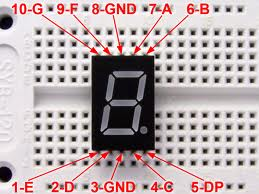 10-G 9-F 8-GND 7-A 6-B
1-E 2-D 3-GND 4-C 5-DP